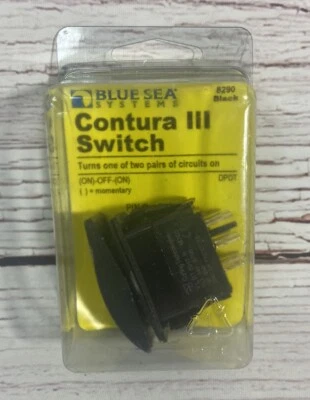 BLUE SEA
SYSTEMS
8290
Black
Contura III
Switch
Turns one of two pairs of circuits on
(ON)-OFF-(ON)
DPDT
( ) = momentary